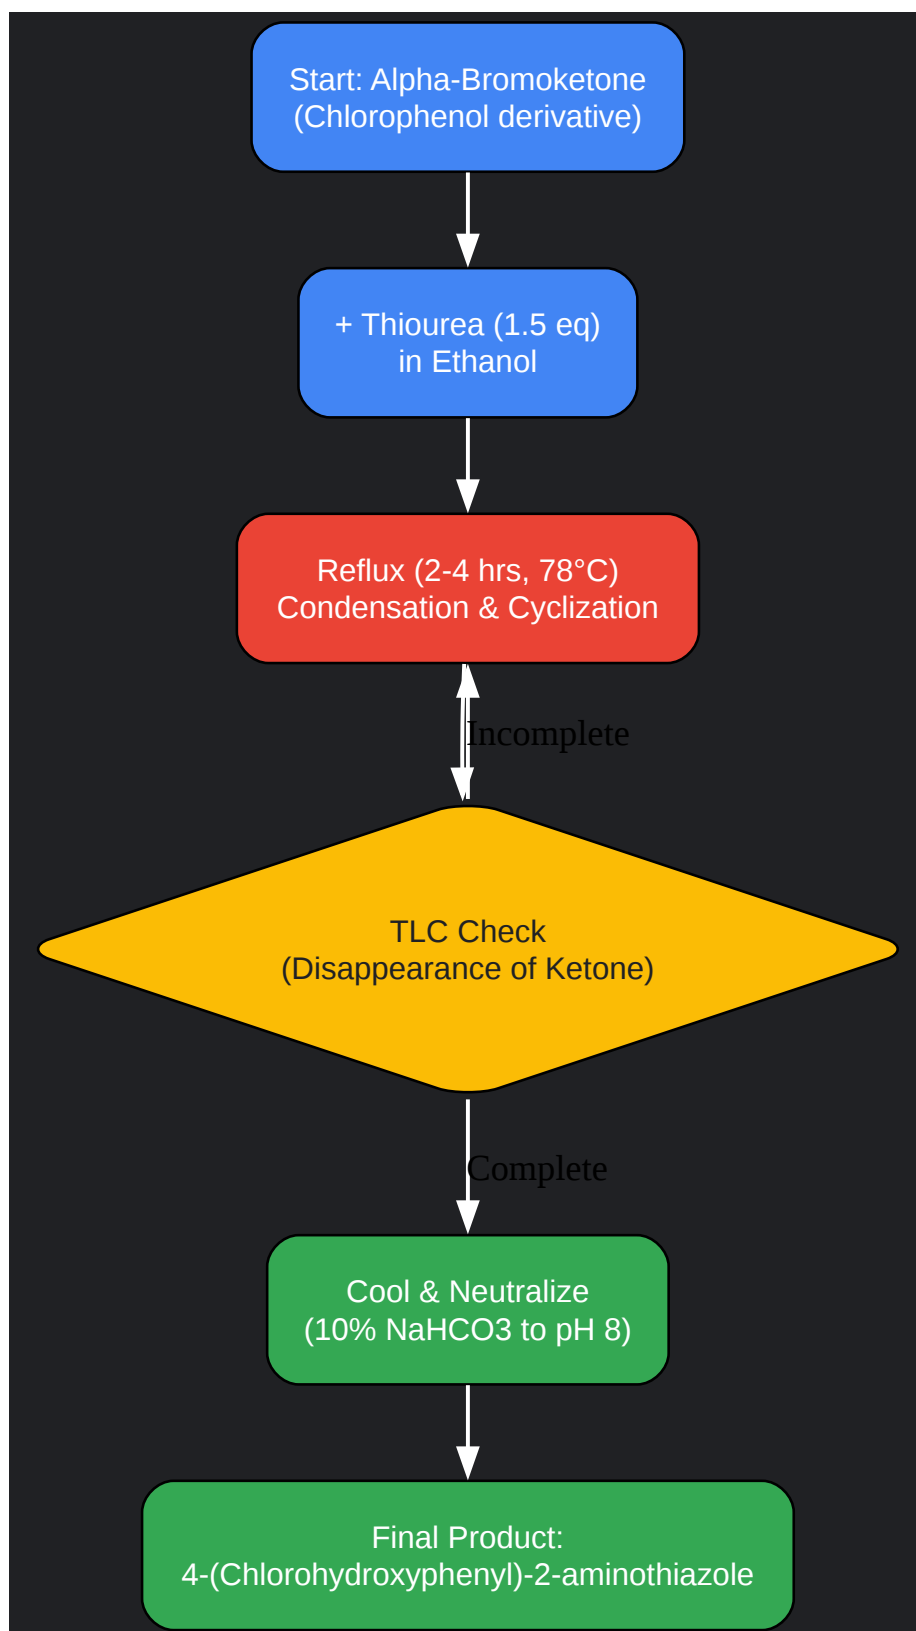 Start: Alpha-Bromoketone
(Chlorophenol derivative)
+ Thiourea (1.5 eq)
in Ethanol
Reflux (2-4 hrs, 78°C)
Condensation & Cyclization
Incomplete
TLC Check
(Disappearance of Ketone)
Complete
Cool & Neutralize
(10% NaHCO3 to pH 8)
Final Product:
4-(Chlorohydroxyphenyl)-2-aminothiazole